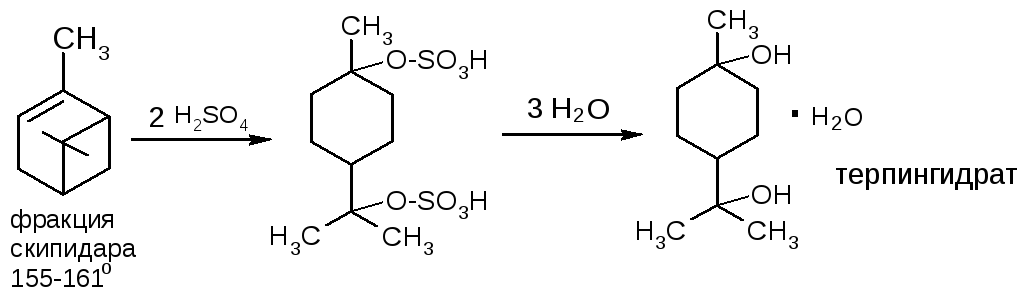 CH₃
фракция
скипидара
155-161⁰
2 H₂SO₄
CH₃
O-SO₃H
O-SO₃H
H₃C
CH₃
3 H₂O
CH₃
OH
OH
H₃C
CH₃
· H₂O
терпингидрат